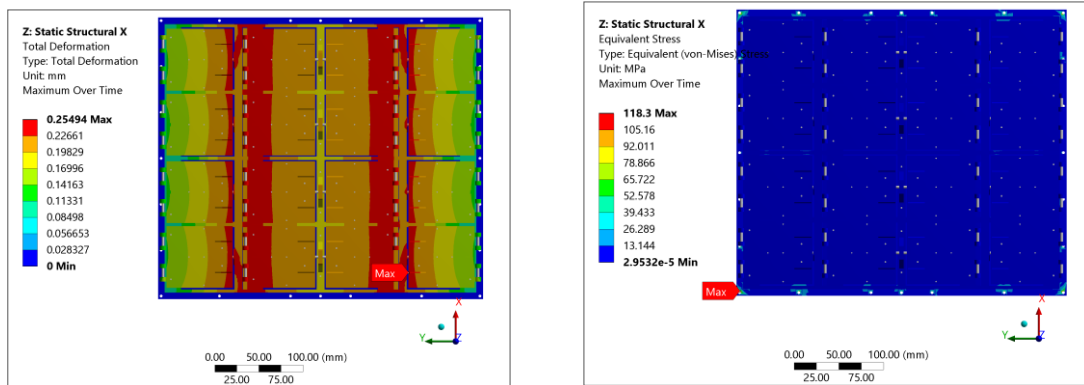 Z: Static Structural X
Total Deformation
Type: Total Deformation
Unit: mm
Maximum Over Time
0.25494 Max
0.22661
0.19829
0.16996
0.14163
0.11331
0.08498
0.056653
0.028327
0 Min
Max
X
Y
Z
0.00 50.00 100.00 (mm)
25.00 75.00
Z: Static Structural X
Equivalent Stress
Type: Equivalent (von-Mises) Stress
Unit: MPa
Maximum Over Time
118.3 Max
105.16
92.011
78.866
65.722
52.578
39.433
26.289
13.144
2.9532e-5 Min
Max
X
Y
Z
0.00 50.00 100.00 (mm)
25.00 75.00